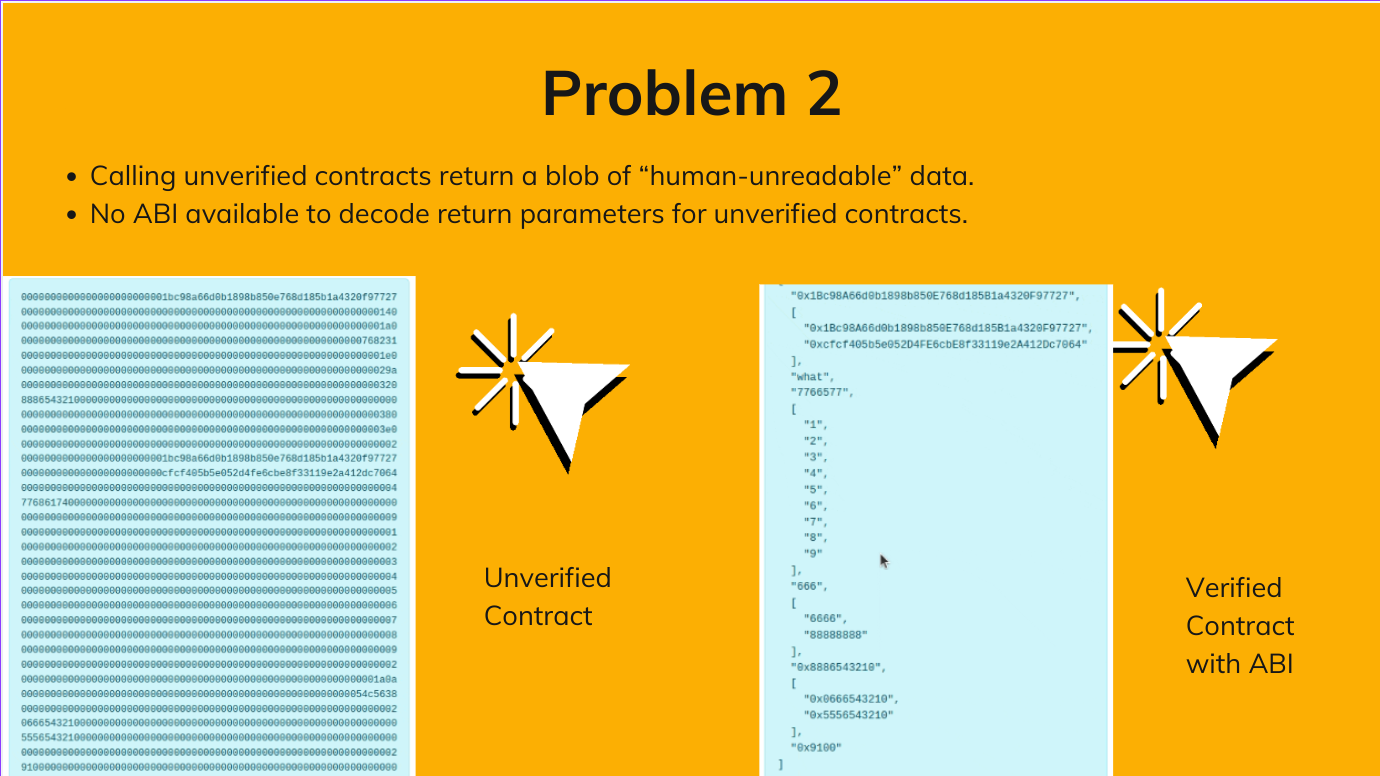 Problem 2
• Calling unverified contracts return a blob of “human-unreadable” data.
• No ABI available to decode return parameters for unverified contracts.
0000000000000000000000001bc98a66d0b1898b850e768d185b1a4320f97727
0000000000000000000000000000000000000000000000000000000000000140
00000000000000000000000000000000000000000000000000000000000001a0
0000000000000000000000000000000000000000000000000000000000768231
00000000000000000000000000000000000000000000000000000000000001e0
000000000000000000000000000000000000000000000000000000000000029a
0000000000000000000000000000000000000000000000000000000000000320
8886543210000000000000000000000000000000000000000000000000000000
0000000000000000000000000000000000000000000000000000000000000380
00000000000000000000000000000000000000000000000000000000000003e0
0000000000000000000000000000000000000000000000000000000000000002
0000000000000000000000001bc98a66d0b1898b850e768d185b1a4320f97727
000000000000000000000000cfcf405b5e052d4fe6cbe8f33119e2a412dc7064
0000000000000000000000000000000000000000000000000000000000000004
7768617400000000000000000000000000000000000000000000000000000000
0000000000000000000000000000000000000000000000000000000000000009
0000000000000000000000000000000000000000000000000000000000000001
0000000000000000000000000000000000000000000000000000000000000002
0000000000000000000000000000000000000000000000000000000000000003
0000000000000000000000000000000000000000000000000000000000000004
0000000000000000000000000000000000000000000000000000000000000005
0000000000000000000000000000000000000000000000000000000000000006
0000000000000000000000000000000000000000000000000000000000000007
0000000000000000000000000000000000000000000000000000000000000008
0000000000000000000000000000000000000000000000000000000000000009
0000000000000000000000000000000000000000000000000000000000000002
0000000000000000000000000000000000000000000000000000000000001a0a
00000000000000000000000000000000000000000000000000000000054c5638
0000000000000000000000000000000000000000000000000000000000000002
0666543210000000000000000000000000000000000000000000000000000000
5556543210000000000000000000000000000000000000000000000000000000
0000000000000000000000000000000000000000000000000000000000000002
9100000000000000000000000000000000000000000000000000000000000000
Unverified
Contract
"0x1Bc98A66d0b1898b850E768d185B1a4320F97727",
[
"0x1Bc98A66d0b1898b850E768d185B1a4320F97727",
"0xcfcf405b5e052D4FE6cbE8f33119e2A412Dc7064"
],
"what",
"7766577",
[
"1",
"2",
"3",
"4",
"5",
"6",
"7",
"8",
"9"
],
"666",
[
"6666",
"88888888"
],
"0x8886543210",
[
"0x0666543210",
"0x5556543210"
],
"0x9100"
]
Verified
Contract
with ABI